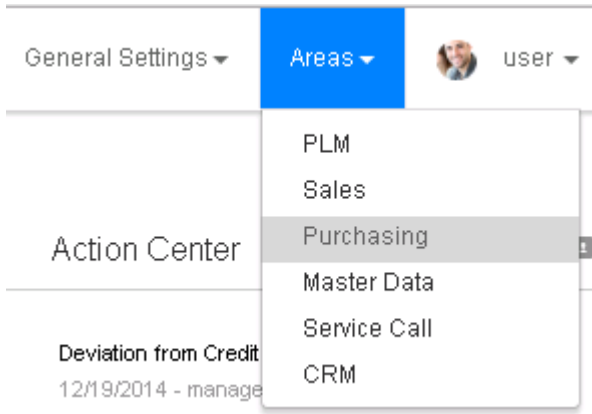 General Settings
Areas
user
PLM
Sales
Purchasing
Action Center
Master Data
Service Call
Deviation from Credit
CRM
12/19/2014 - manage